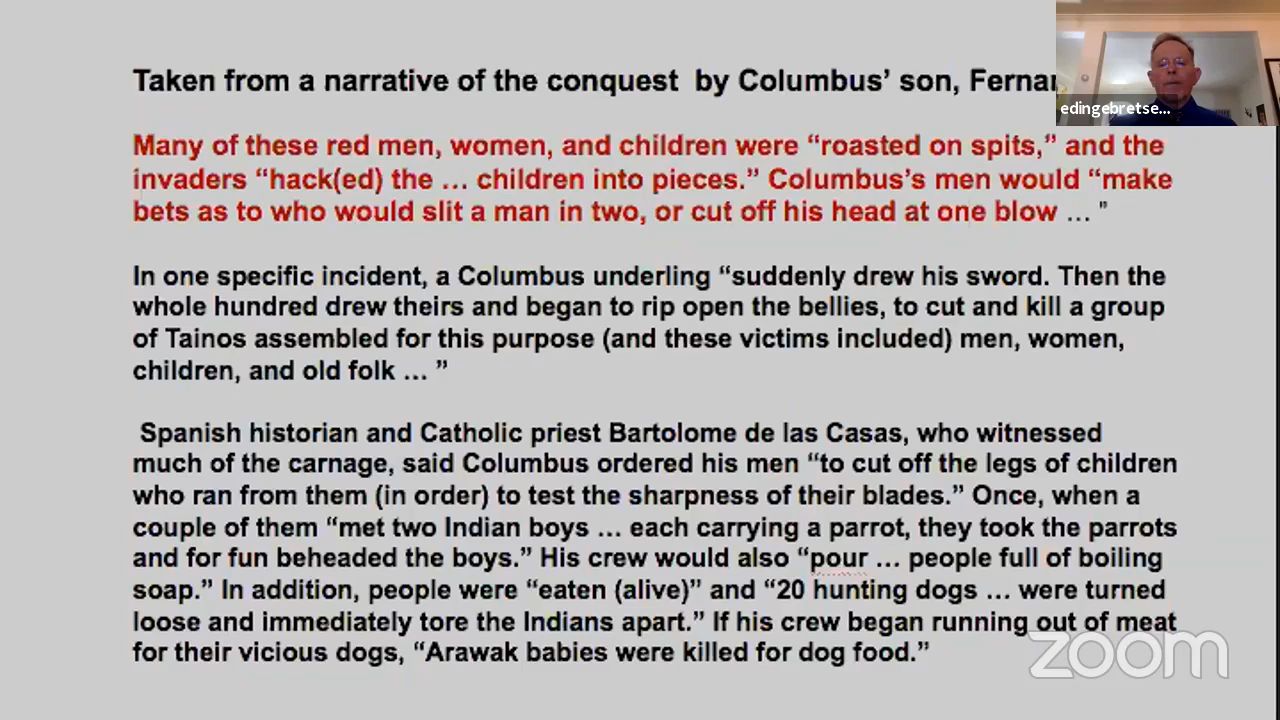 Taken from a narrative of the conquest by Columbus’ son, Fernan
edingebretse...
Many of these red men, women, and children were “roasted on spits,” and the
invaders “hack(ed) the … children into pieces.” Columbus’s men would “make
bets as to who would slit a man in two, or cut off his head at one blow … ”
In one specific incident, a Columbus underling “suddenly drew his sword. Then the
whole hundred drew theirs and began to rip open the bellies, to cut and kill a group
of Tainos assembled for this purpose (and these victims included) men, women,
children, and old folk … ”
Spanish historian and Catholic priest Bartolome de las Casas, who witnessed
much of the carnage, said Columbus ordered his men “to cut off the legs of children
who ran from them (in order) to test the sharpness of their blades.” Once, when a
couple of them “met two Indian boys … each carrying a parrot, they took the parrots
and for fun beheaded the boys.” His crew would also “pour … people full of boiling
soap.” In addition, people were “eaten (alive)” and “20 hunting dogs … were turned
loose and immediately tore the Indians apart.” If his crew began running out of meat
for their vicious dogs, “Arawak babies were killed for dog food.”
zoom